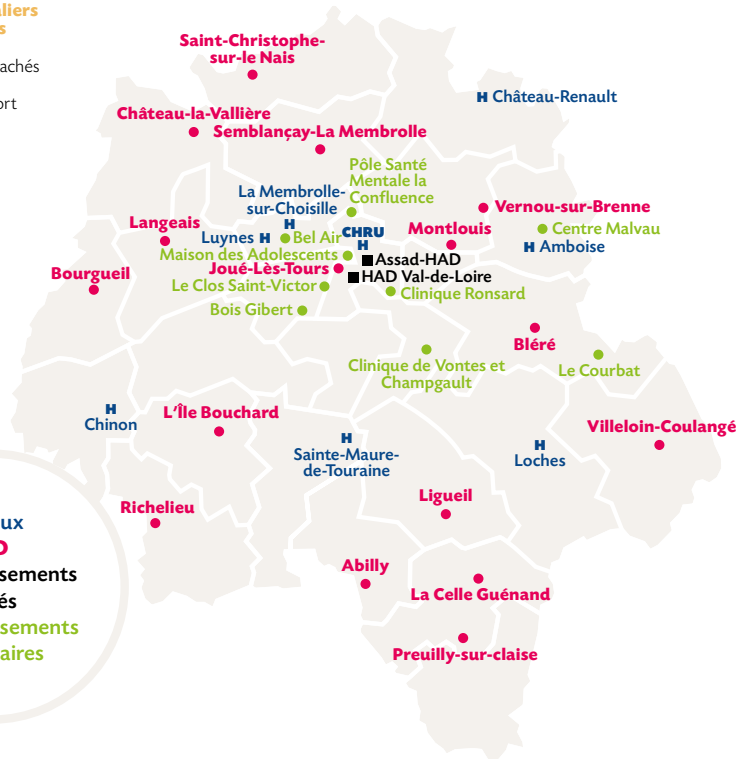 aliers
s
achés
ort
Saint-Christophe-
sur-le Nais
H Château-Renault
Château-la-Vallière
Semblançay-La Membrolle
Pôle Santé
Mentale la
Confluence
La Membrolle-
sur-Choisille
H
Vernou-sur-Brenne
Langeais
Luynes H
Bel Air
CHRU
H
Montlouis
Centre Malvau
H Amboise
Maison des Adolescents
Assad-HAD
Bourgueil
Joué-Lès-Tours
HAD Val-de-Loire
Le Clos Saint-Victor
Clinique Ronsard
Bois Gibert
Bléré
Clinique de Vontes et
Champgault
Le Courbat
H
Chinon
L'Île Bouchard
H
Sainte-Maure-
de-Touraine
H
Loches
Villeloin-Coulangé
Ligueil
Richelieu
ux
D
sements
és
sements
aires
Abilly
La Celle Guénand
Preuilly-sur-claise